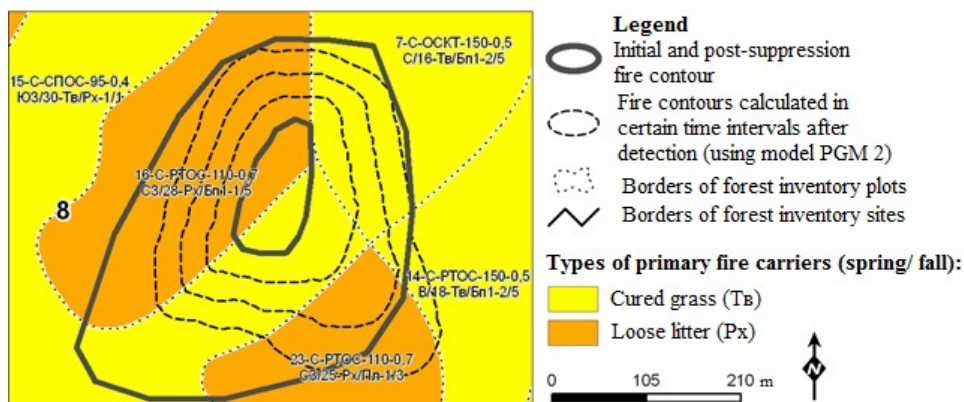 7-С-ОСКТ-150-0,5
С/16-Тв/Бп1-2/5
15-С-СПОС-95-0,4
ЮЗ/30-Тв/Рх-1/1
16-С-РТОС-110-0,7
СЗ/28-Рх/Бп1-1/5
8
14-С-РТОС-150-0,5
В/18-Тв/Бп1-2/5
23-С-РТОС-110-0,7
СЗ/25-Рх/Пл-1/3
Legend
Initial and post-suppression
fire contour
Fire contours calculated in
certain time intervals after
detection (using model PGM 2)
Borders of forest inventory plots
Borders of forest inventory sites
Types of primary fire carriers (spring/ fall):
Cured grass (Тв)
Loose litter (Рх)
0 105 210 m
N